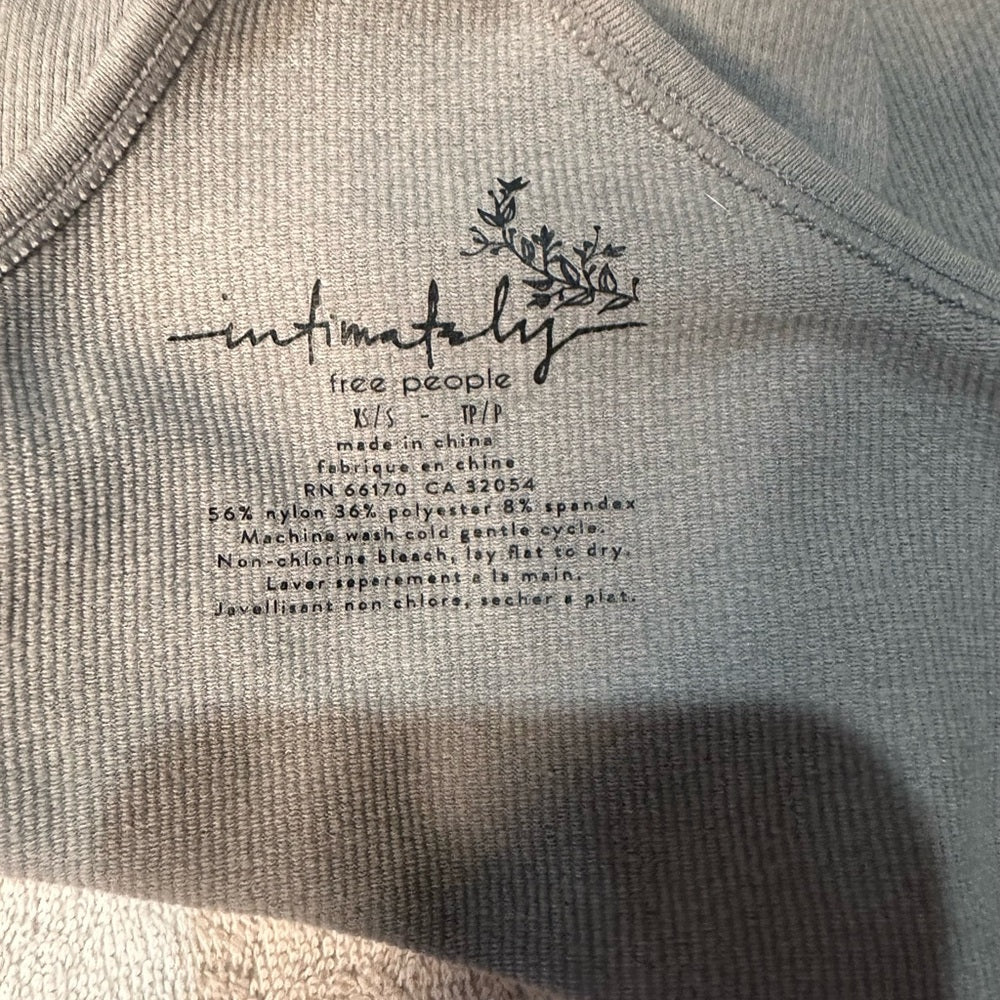 intimately
free people
XS/S - TP/P
made in china
fabrique en chine
RN 66170 CA 32054
56% nylon 36% polyester 8% spandex
Machine wash cold gentle cycle.
Non-chlorine bleach, lay flat to dry.
Laver separement a la main.
Javellisant non chlore, secher a plat.